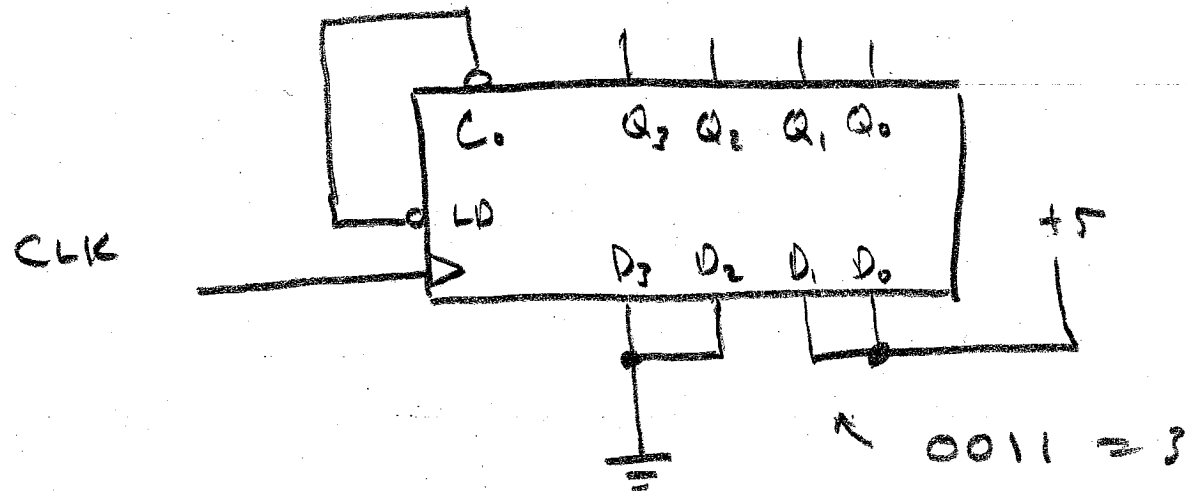 C₀ Q₃ Q₂ Q₁ Q₀
LD
CLK
+5
D₃ D₂ D₁ D₀
0011 = 3